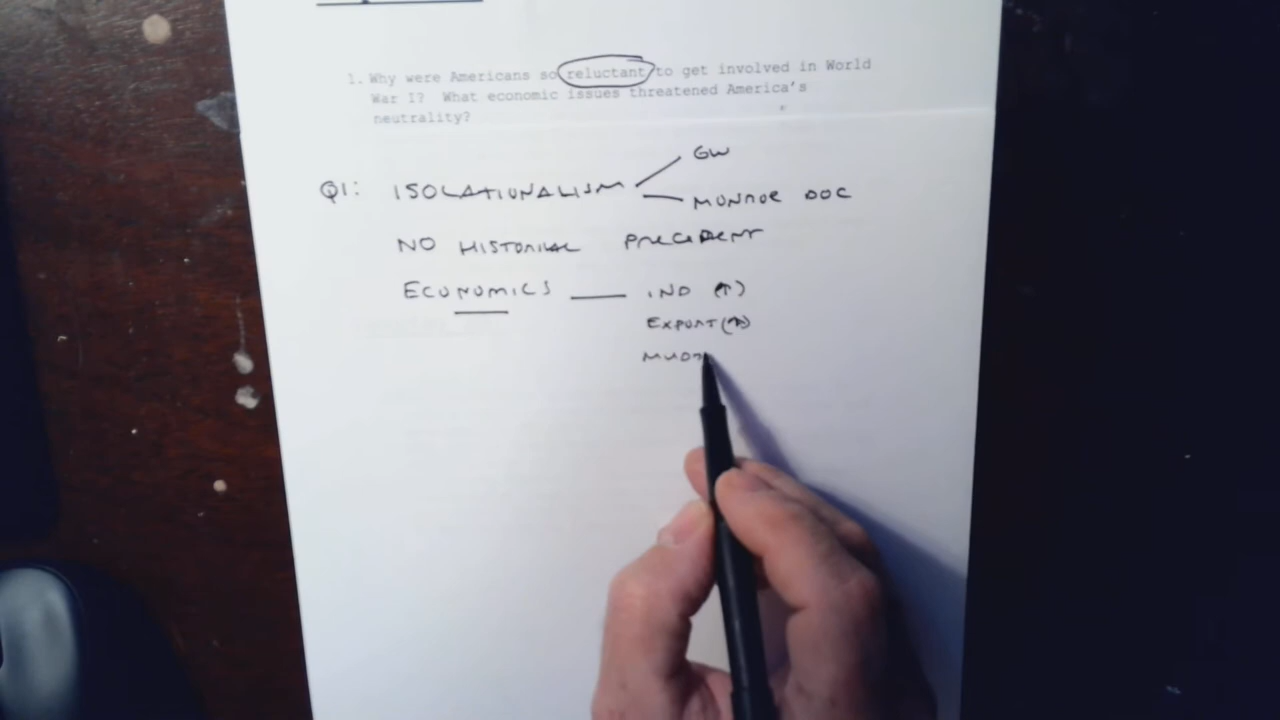 1. Why were Americans so reluctant to get involved in World
War I? What economic issues threatened America's
neutrality?
GW
Q1: ISOLATIONALISM
MONROE DOC
NO HISTORICAL PRECEDENT
ECONOMICS — IND (↑)
EXPORT (↑)